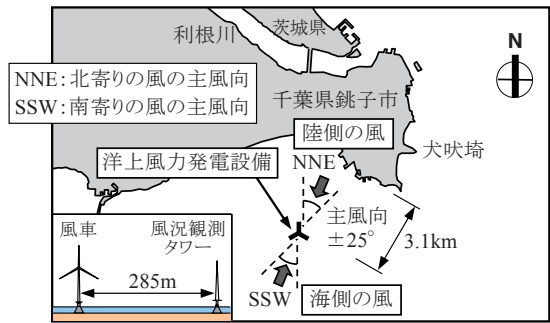 利根川
茨城県
N
NNE：北寄りの風の主風向
SSW：南寄りの風の主風向
千葉県銚子市
陸側の風
犬吠埼
洋上風力発電設備
NNE
主風向
±25°
3.1km
風車
風況観測
タワー
285m
SSW
海側の風